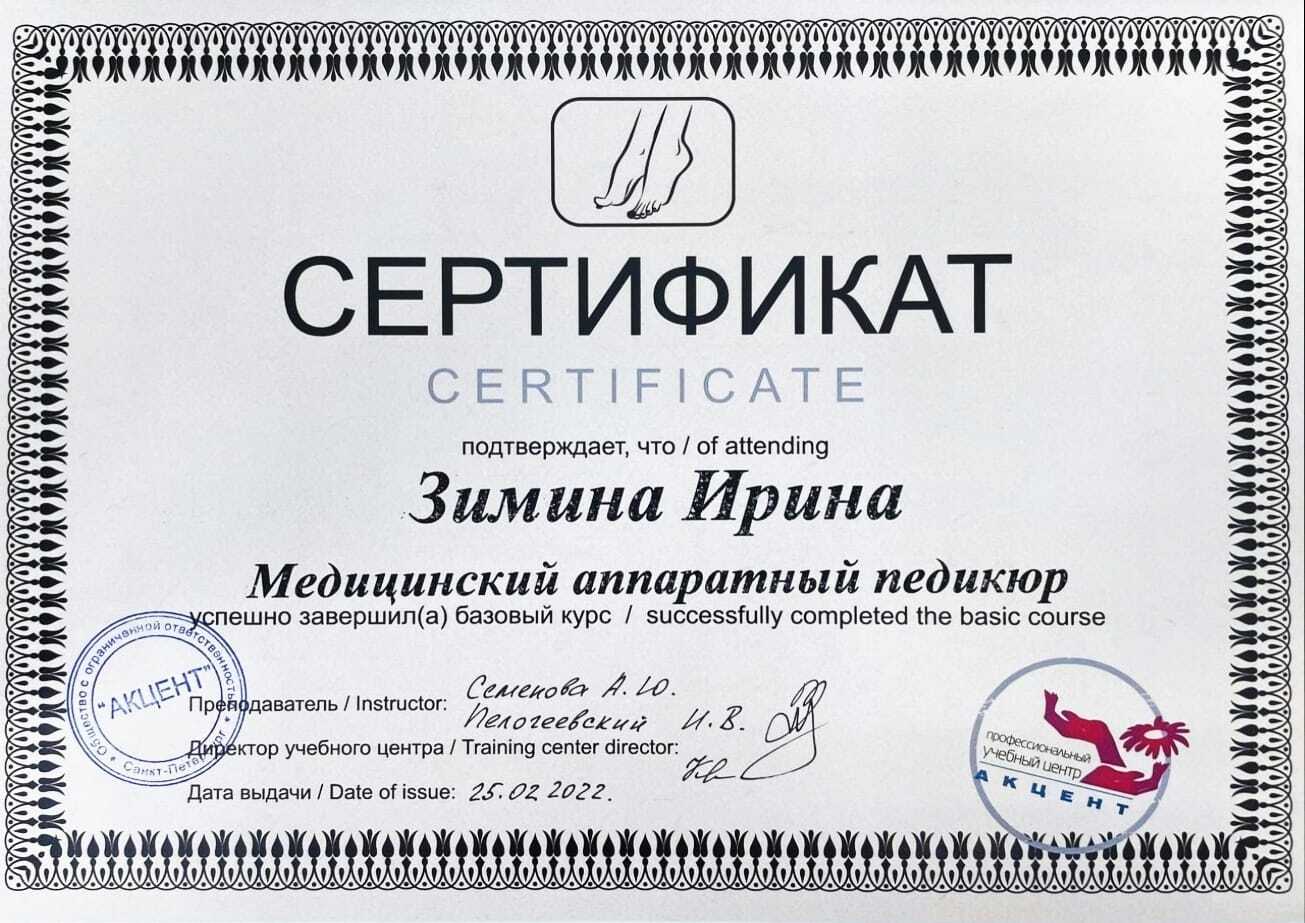 СЕРТИФИКАТ
CERTIFICATE
подтверждает, что / of attending
Зимина Ирина
Медицинский аппаратный педикюр
успешно завершил(а) базовый курс / successfully completed the basic course
Преподаватель / Instructor: Семенова А.Ю.
Пелогеевский И.В.
Директор учебного центра / Training center director:
Дата выдачи / Date of issue: 25.02 2022.
Общество с ограниченной ответственностью
"АКЦЕНТ"
Санкт-Петербург
профессиональный
учебный центр
АКЦЕНТ